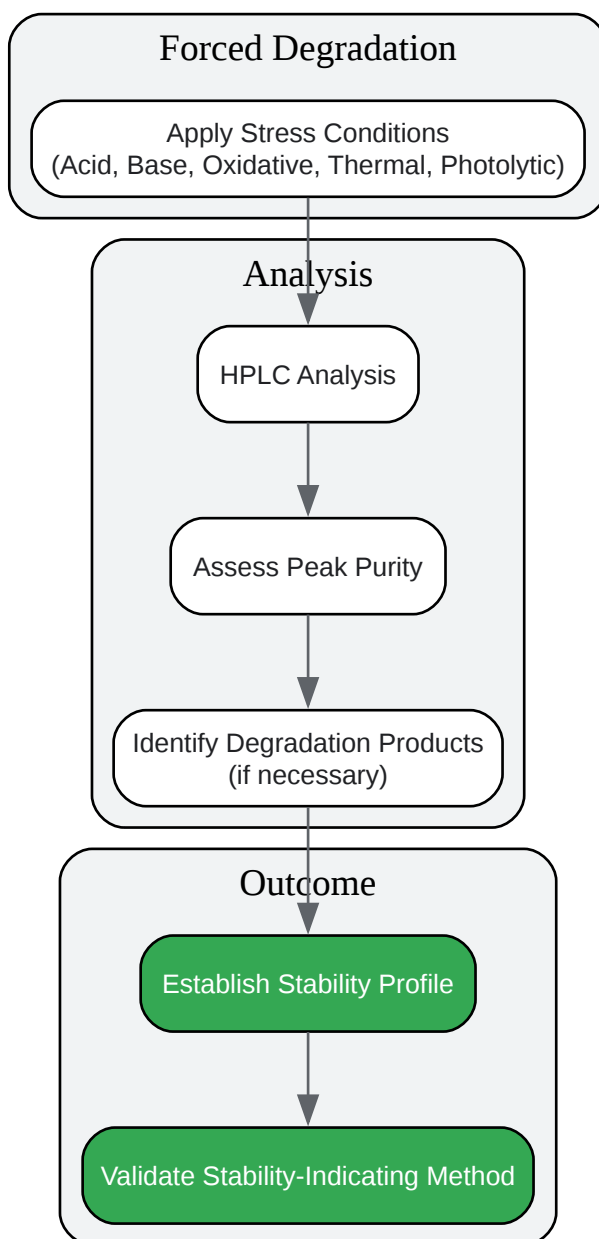 Forced Degradation
Apply Stress Conditions
(Acid, Base, Oxidative, Thermal, Photolytic)
Analysis
HPLC Analysis
Assess Peak Purity
Identify Degradation Products
(if necessary)
Outcome
Establish Stability Profile
Validate Stability-Indicating Method